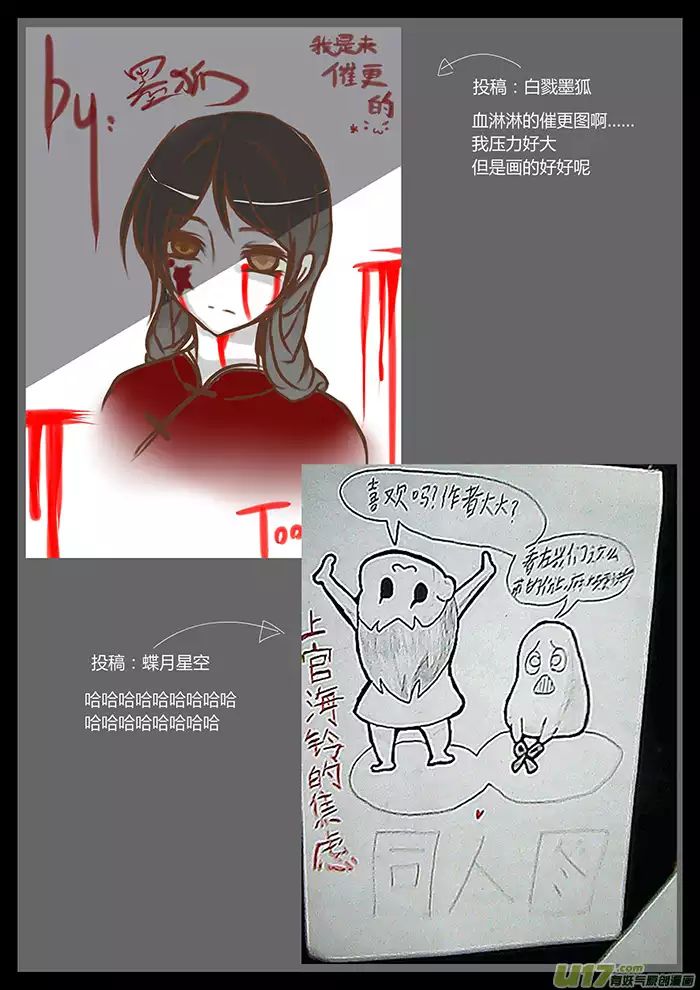 by:墨狐
我是来
催更
的
投稿：白戮墨狐
血淋淋的催更图啊......
我压力好大
但是画的好好呢
Too
喜欢吗？作者大大？
投稿：蝶月星空
哈哈哈哈哈哈哈哈哈
哈哈哈哈哈哈哈哈
上官海铃的焦虑
同人图
U17.com
有妖气原创漫画